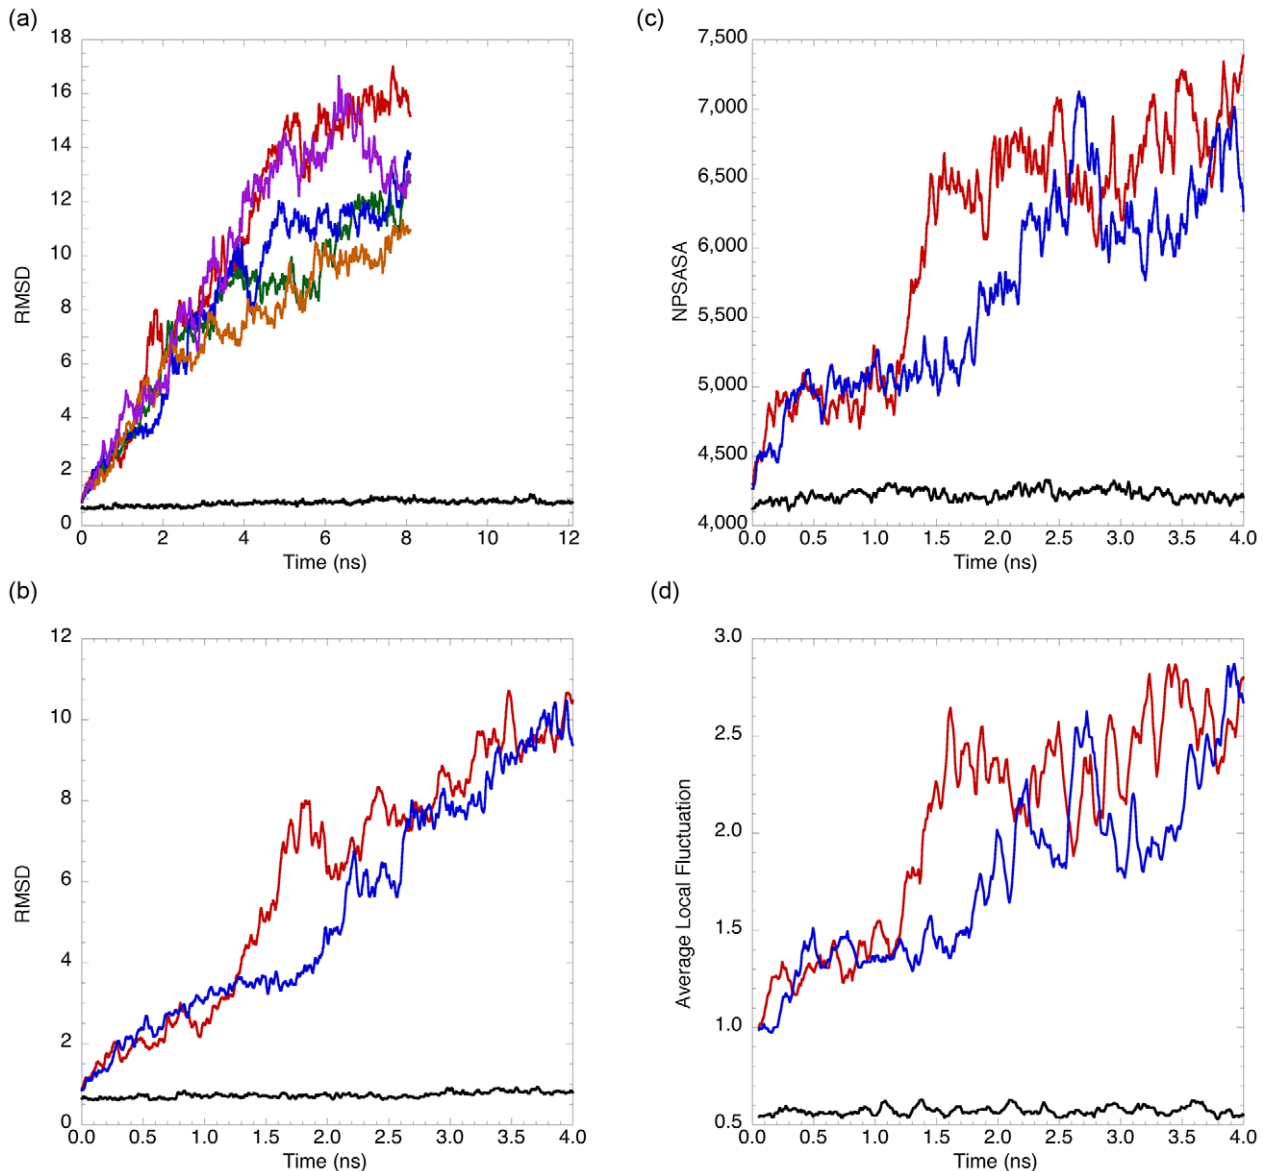 (a)
18
16
14
12
10
8
6
4
2
0
RMSD
0 2 4 6 8 10 12
Time (ns)
(c)
7,500
7,000
6,500
6,000
5,500
5,000
4,500
4,000
NPSASA
0.0 0.5 1.0 1.5 2.0 2.5 3.0 3.5 4.0
Time (ns)
(b)
12
10
8
6
4
2
0
RMSD
0.0 0.5 1.0 1.5 2.0 2.5 3.0 3.5 4.0
Time (ns)
(d)
3.0
2.5
2.0
1.5
1.0
0.5
Average Local Fluctuation
0.0 0.5 1.0 1.5 2.0 2.5 3.0 3.5 4.0
Time (ns)